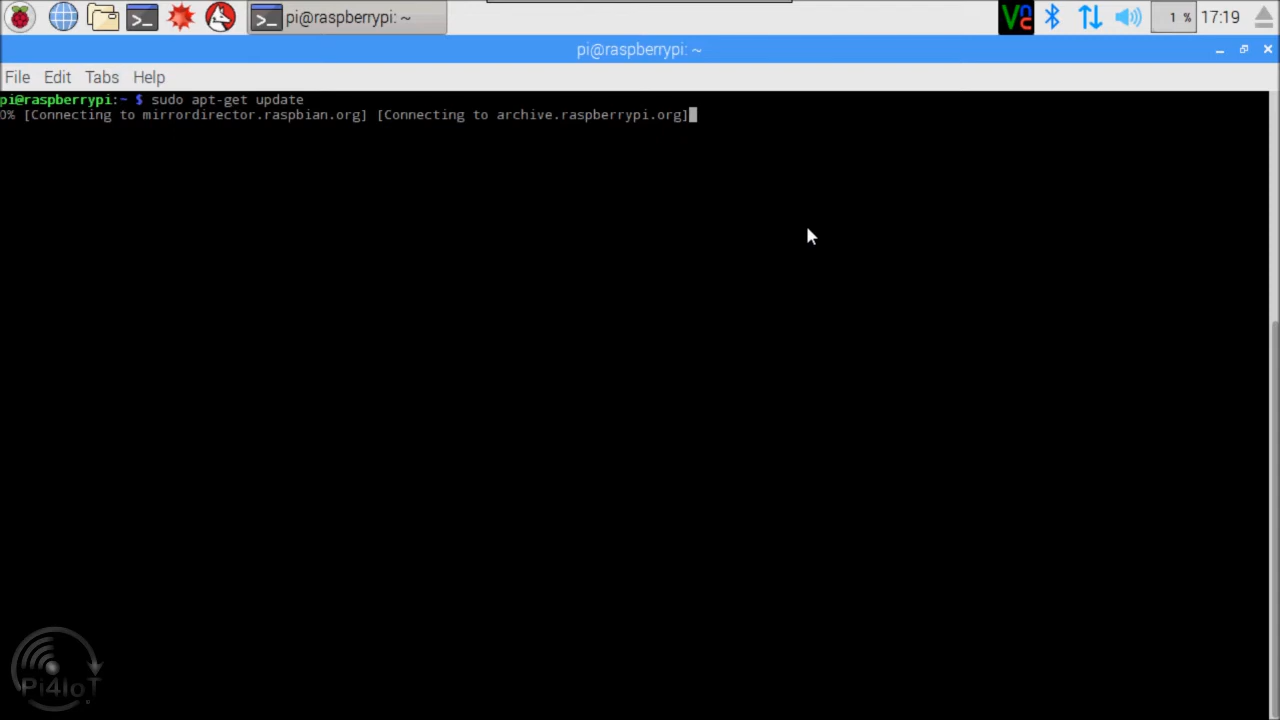 pi@raspberrypi: ~
1 %
17:19
pi@raspberrypi: ~
File Edit Tabs Help
pi@raspberrypi:~ $ sudo apt-get update
0% [Connecting to mirrordirector.raspbian.org] [Connecting to archive.raspberrypi.org]
Pi4IoT